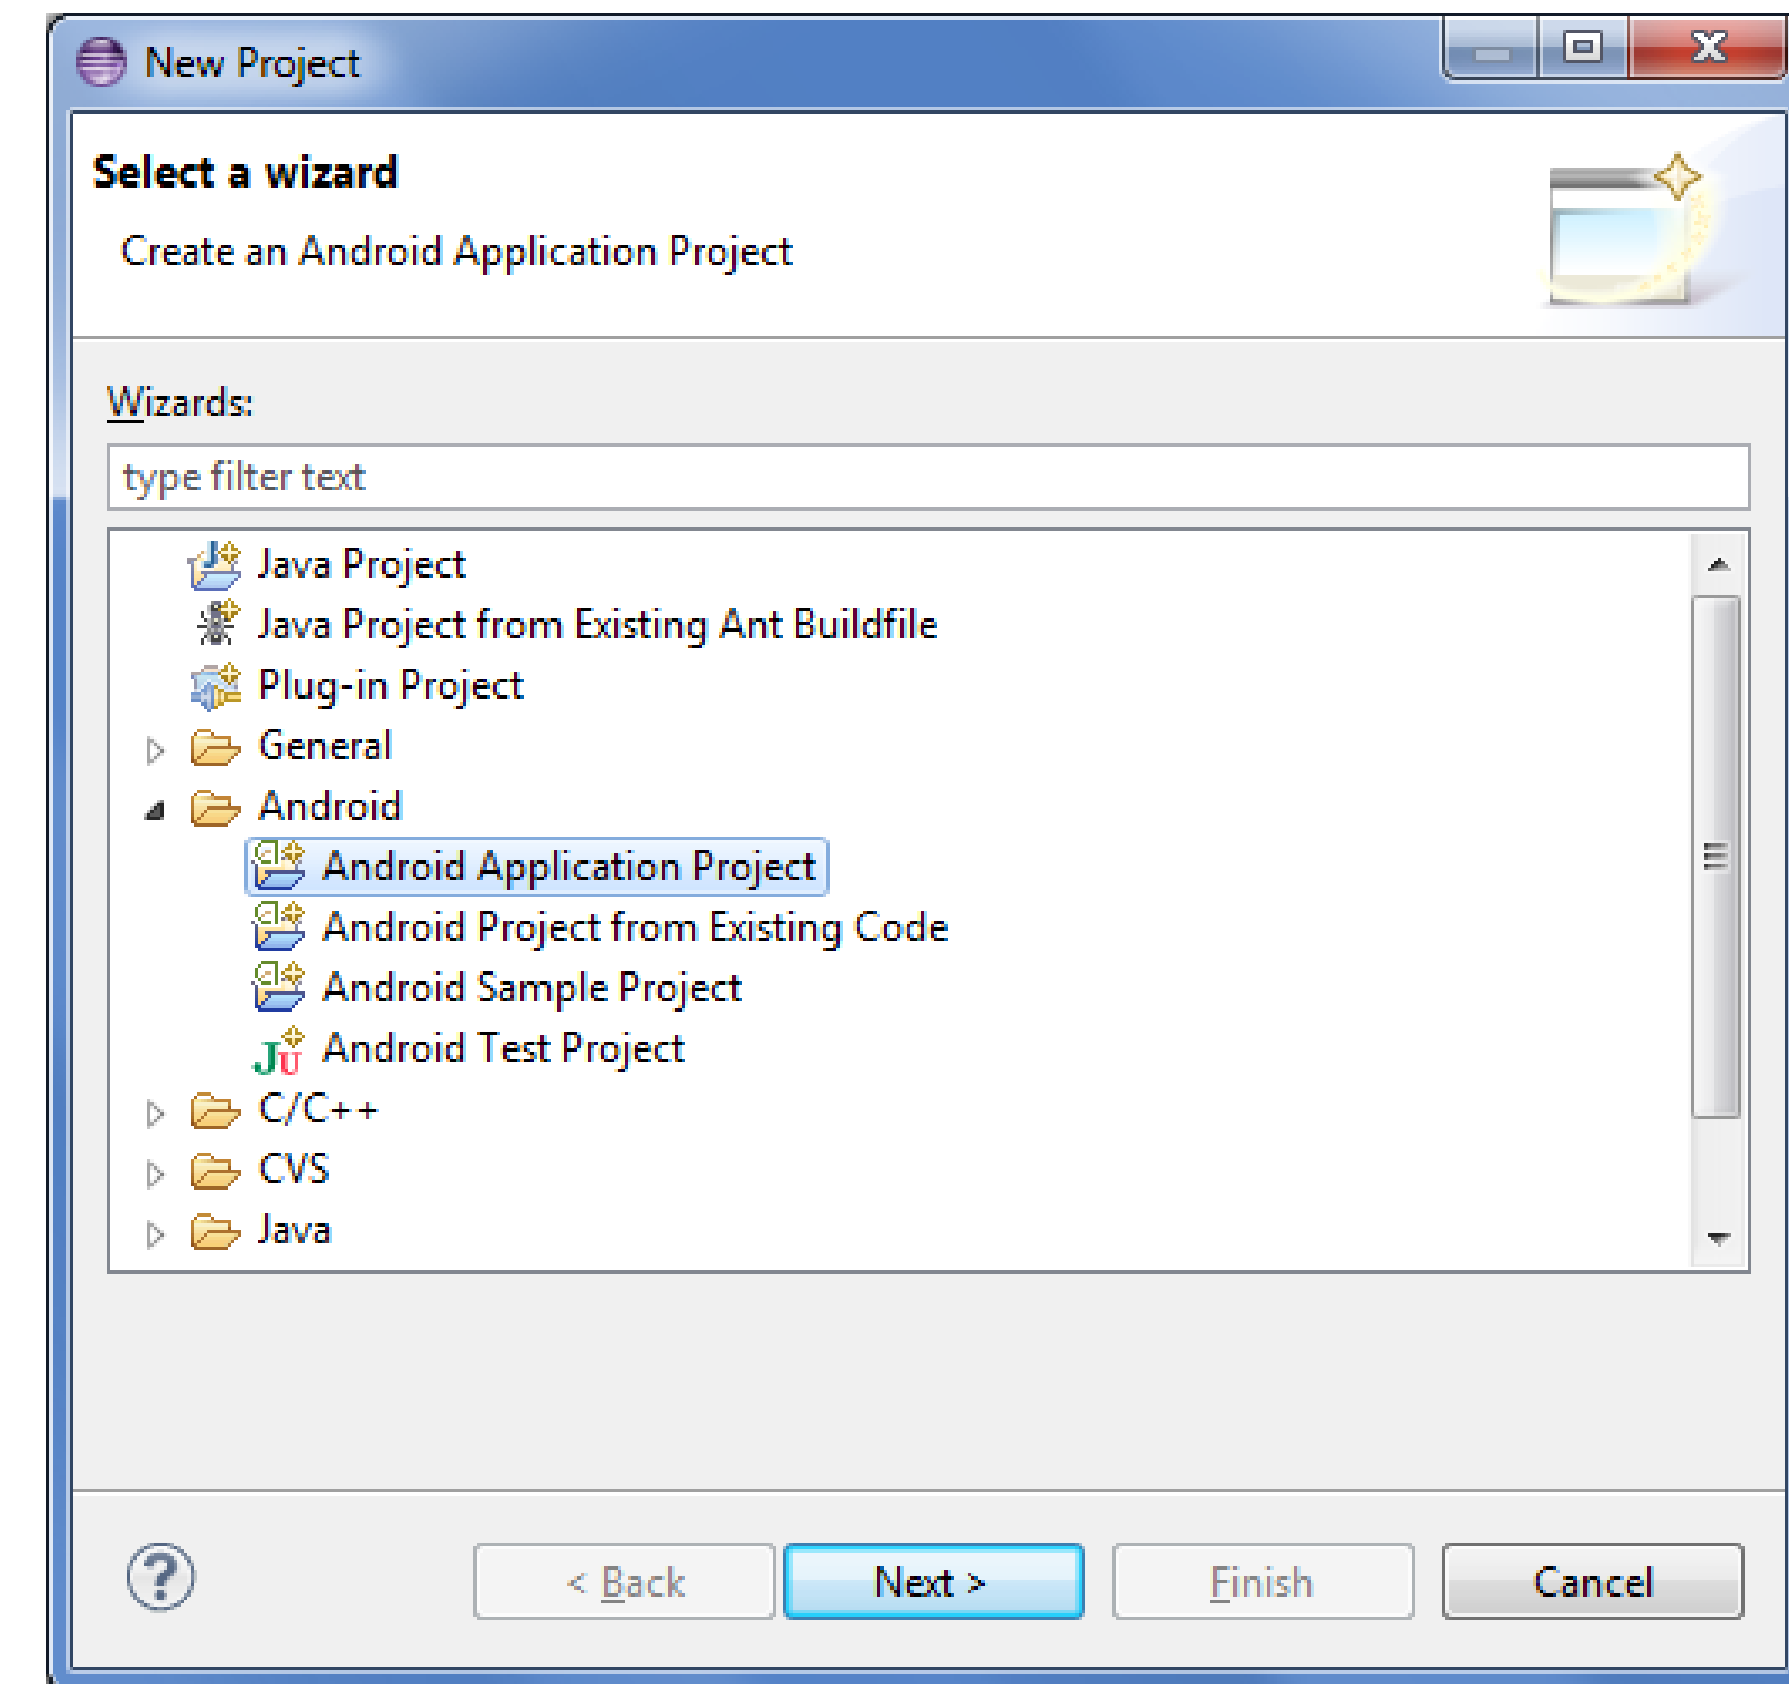 New Project
Select a wizard
Create an Android Application Project
Wizards:
type filter text
Java Project
Java Project from Existing Ant Buildfile
Plug-in Project
General
Android
Android Application Project
Android Project from Existing Code
Android Sample Project
Android Test Project
C/C++
CVS
Java
< Back Next > Finish Cancel